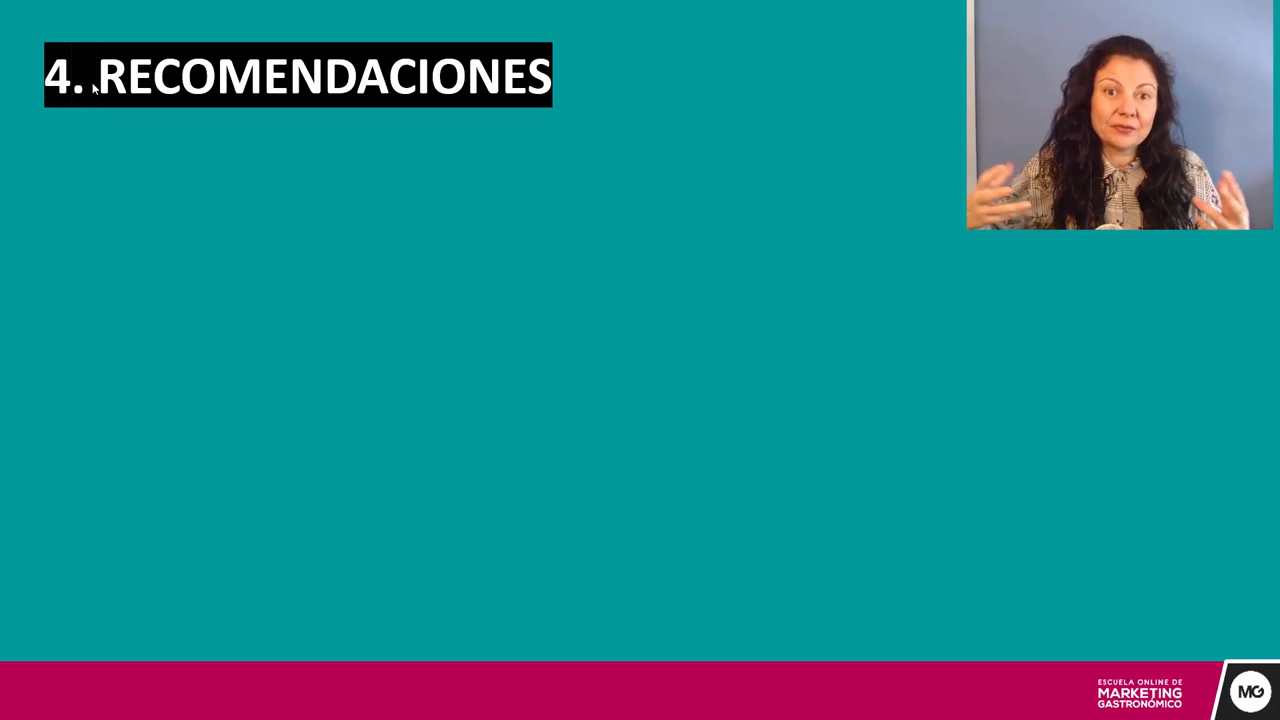 4. RECOMENDACIONES
ESCUELA ONLINE DE
MARKETING
GASTRONÓMICO
MG